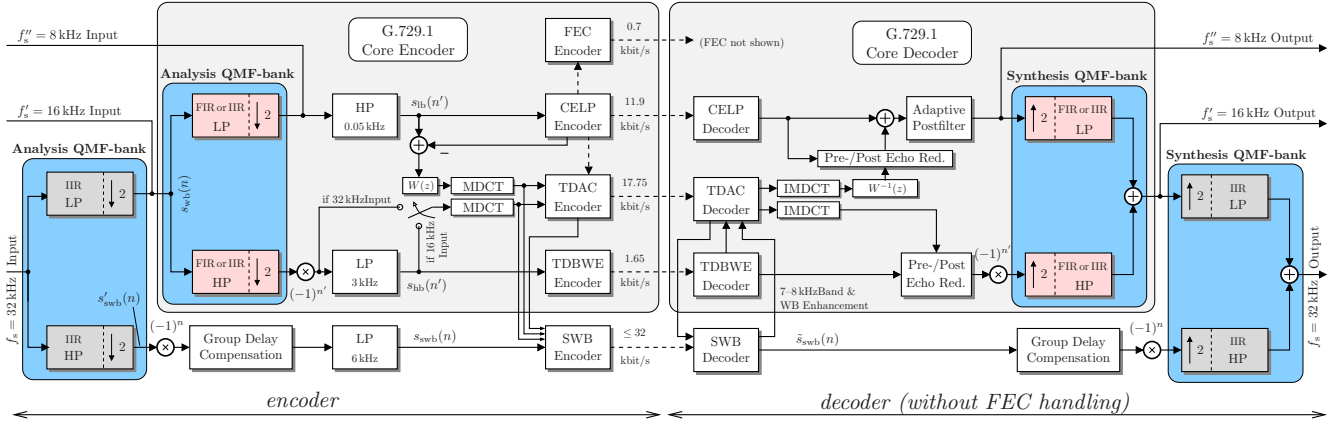 f″s = 8 kHz Input
G.729.1
Core Encoder
FEC
Encoder
0.7
kbit/s
(FEC not shown)
G.729.1
Core Decoder
f″s = 8 kHz Output
Analysis QMF-bank
Synthesis QMF-bank
f′s = 16 kHz Input
FIR or IIR
LP
↓ 2
HP
0.05 kHz
slb(n′)
CELP
Encoder
11.9
kbit/s
CELP
Decoder
+
Adaptive
Postfilter
↑ 2
FIR or IIR
LP
f′s = 16 kHz Output
Analysis QMF-bank
+
−
Pre-/Post Echo Red.
Synthesis QMF-bank
IIR
LP
↓ 2
swb(n)
W(z)
MDCT
if 32 kHzInput
MDCT
TDAC
Encoder
17.75
kbit/s
TDAC
Decoder
IMDCT
W−1(z)
IMDCT
+
↑ 2
IIR
LP
if 16 kHz
Input
fs = 32 kHz Input
FIR or IIR
HP
↓ 2
×
(−1)n′
LP
3 kHz
shb(n′)
TDBWE
Encoder
1.65
kbit/s
TDBWE
Decoder
7–8 kHzBand &
WB Enhancement
Pre-/Post
Echo Red.
×
(−1)n′
↑ 2
FIR or IIR
HP
+
fs = 32 kHz Output
s′swb(n)
IIR
HP
↓ 2
(−1)n
×
Group Delay
Compensation
LP
6 kHz
sswb(n)
SWB
Encoder
≤ 32
kbit/s
SWB
Decoder
s̃swb(n)
Group Delay
Compensation
(−1)n
×
↑ 2
IIR
HP
encoder
decoder (without FEC handling)